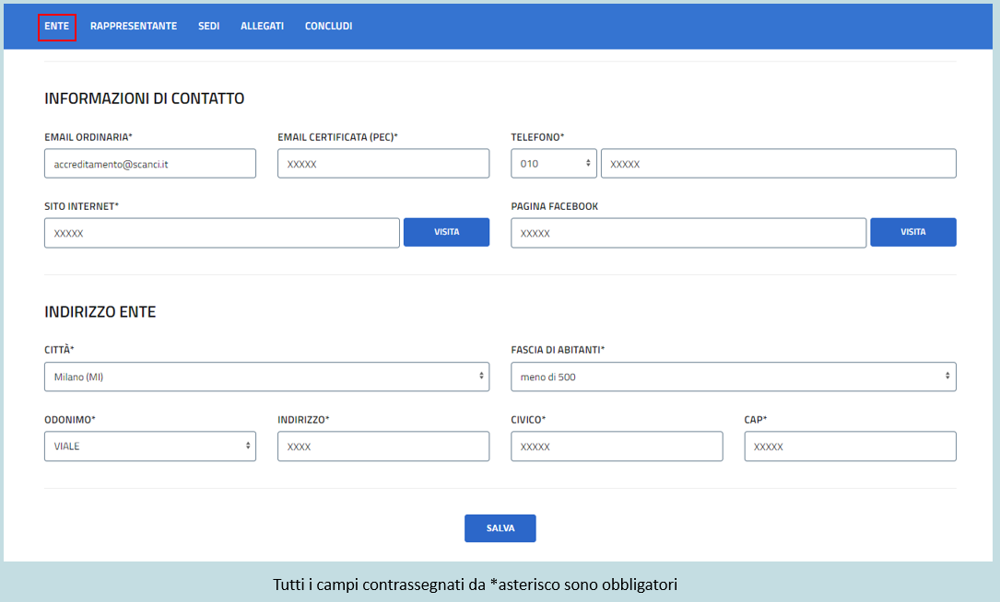 ENTE RAPPRESENTANTE SEDI ALLEGATI CONCLUDI
INFORMAZIONI DI CONTATTO
EMAIL ORDINARIA* EMAIL CERTIFICATA (PEC)* TELEFONO*
accreditamento@scanci.it XXXXX 010 XXXXX
SITO INTERNET* PAGINA FACEBOOK
XXXXX VISITA XXXXX VISITA
INDIRIZZO ENTE
CITTÀ* FASCIA DI ABITANTI*
Milano (MI) meno di 500
ODONIMO* INDIRIZZO* CIVICO* CAP*
VIALE XXXX XXXXX XXXXX
SALVA
Tutti i campi contrassegnati da *asterisco sono obbligatori